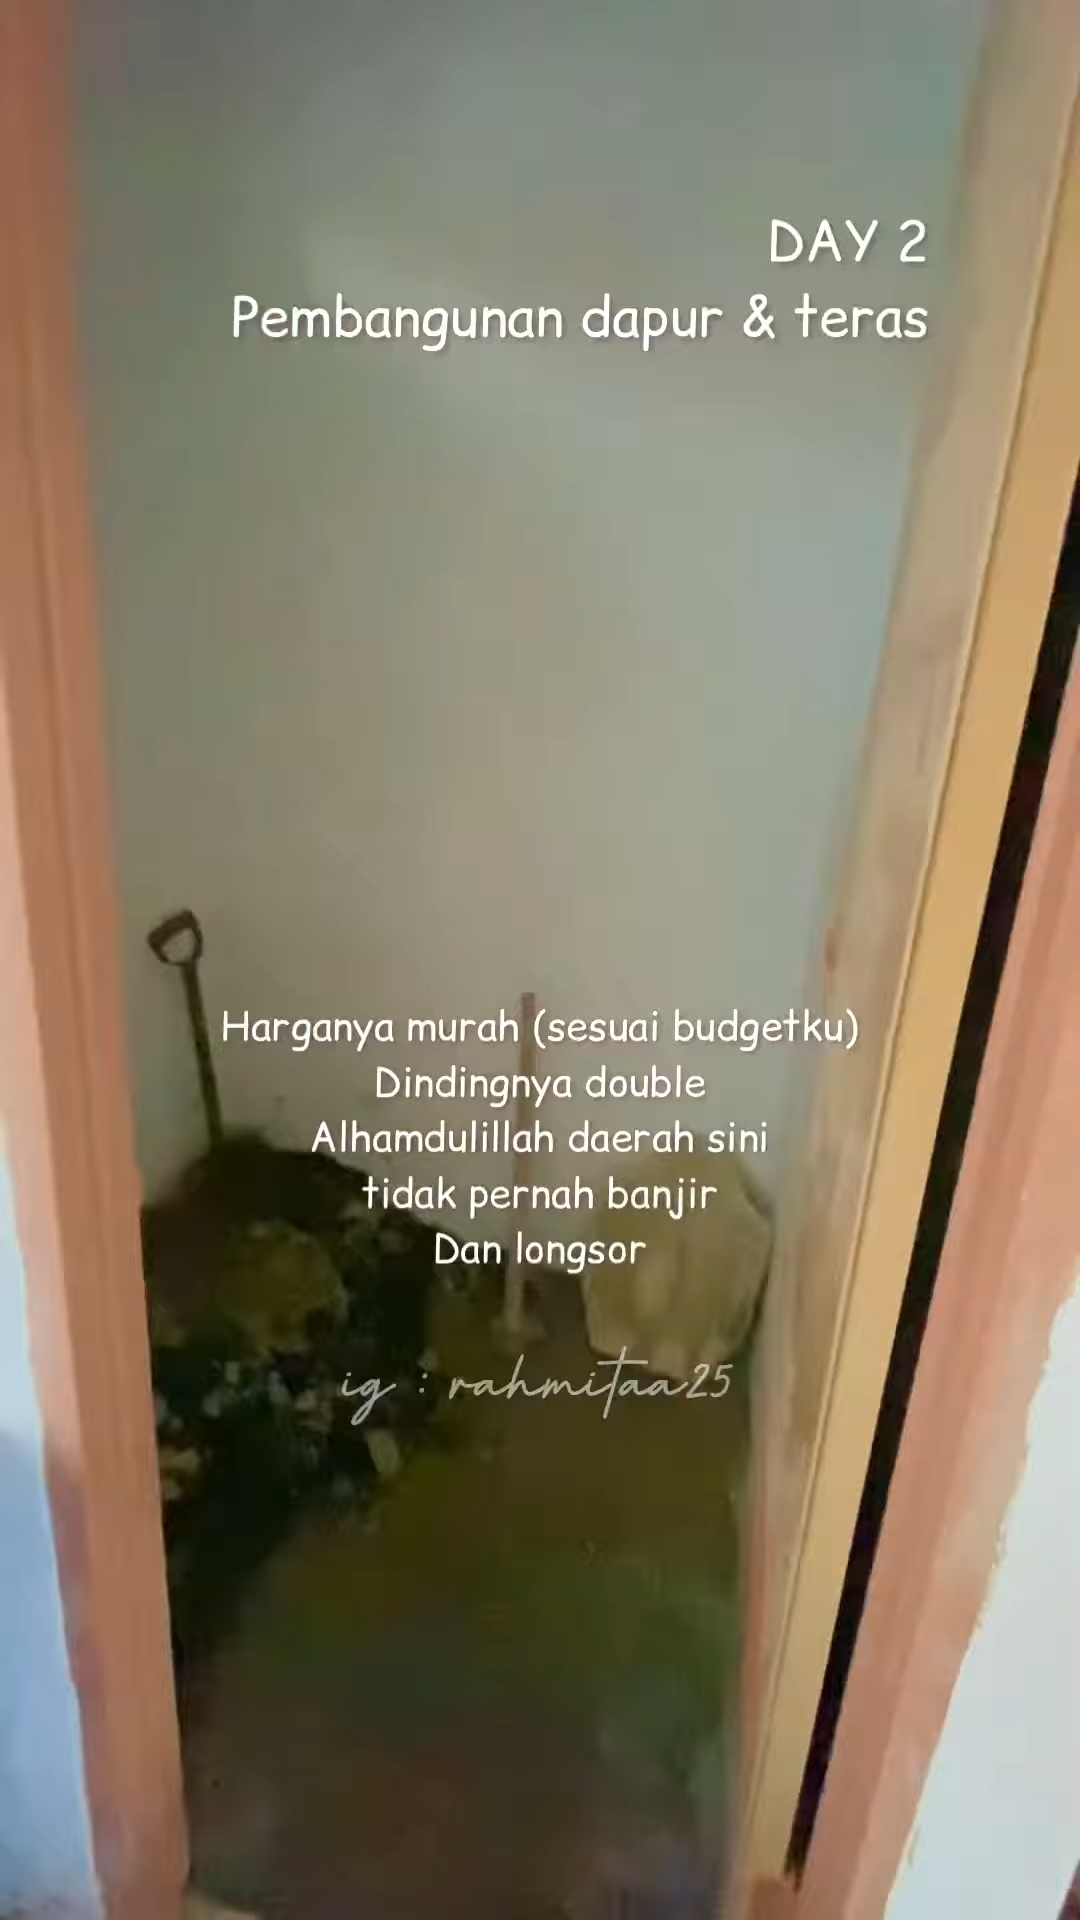 DAY 2
Pembangunan dapur & teras
Harganya murah (sesuai budgetku)
Dindingnya double
Alhamdulillah daerah sini
tidak pernah banjir
Dan longsor
ig : rahmitaa25